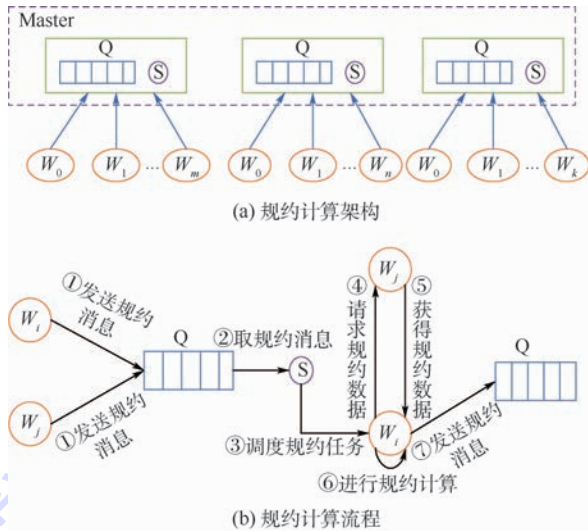 Master
Q Q Q
S S S
W₀ W₁ ... Wₘ W₀ W₁ ... Wₙ W₀ W₁ ... Wₖ
(a) 规约计算架构
①发送规约
消息
Wᵢ
Q
②取规约消息
S
Wⱼ
①发送规约
消息
③调度规约任务
Wⱼ
④请求规约数据
⑤获得规约数据
Wᵢ
⑥进行规约计算
⑦发送规约
消息
Q
(b) 规约计算流程